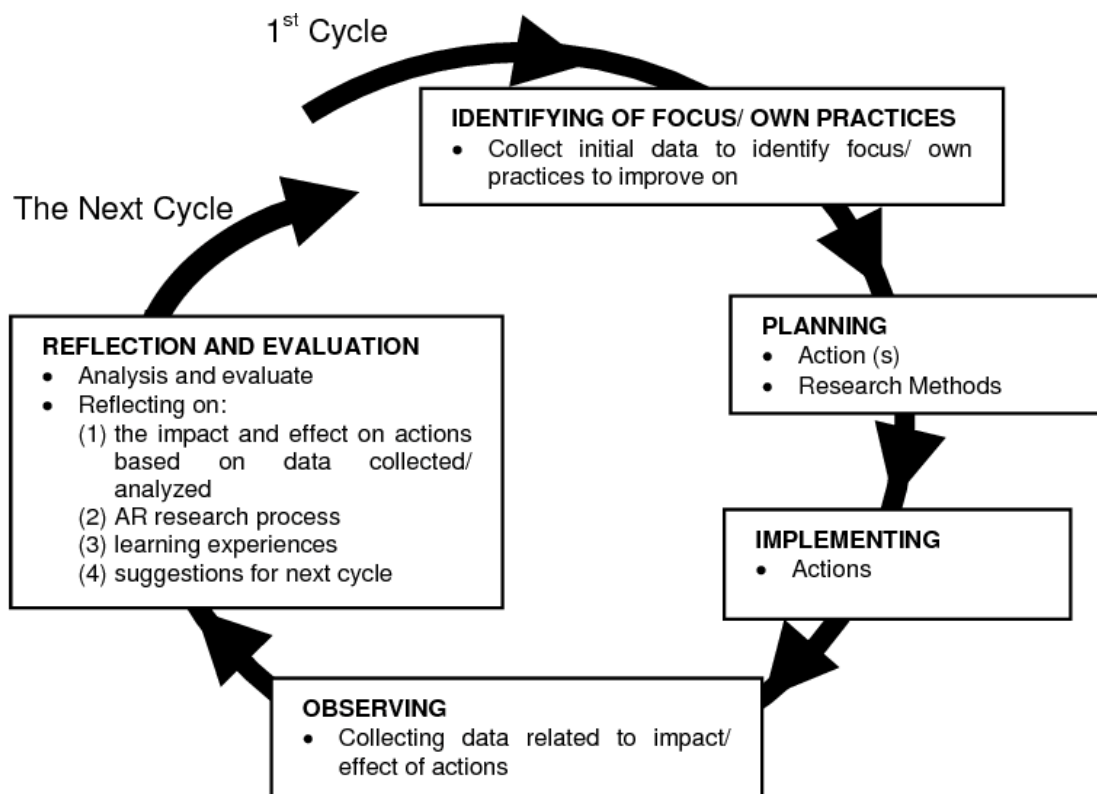 1st Cycle
IDENTIFYING OF FOCUS/ OWN PRACTICES
• Collect initial data to identify focus/ own
practices to improve on
The Next Cycle
PLANNING
• Action (s)
• Research Methods
REFLECTION AND EVALUATION
• Analysis and evaluate
• Reflecting on:
(1) the impact and effect on actions
based on data collected/
analyzed
(2) AR research process
(3) learning experiences
(4) suggestions for next cycle
IMPLEMENTING
• Actions
OBSERVING
• Collecting data related to impact/
effect of actions